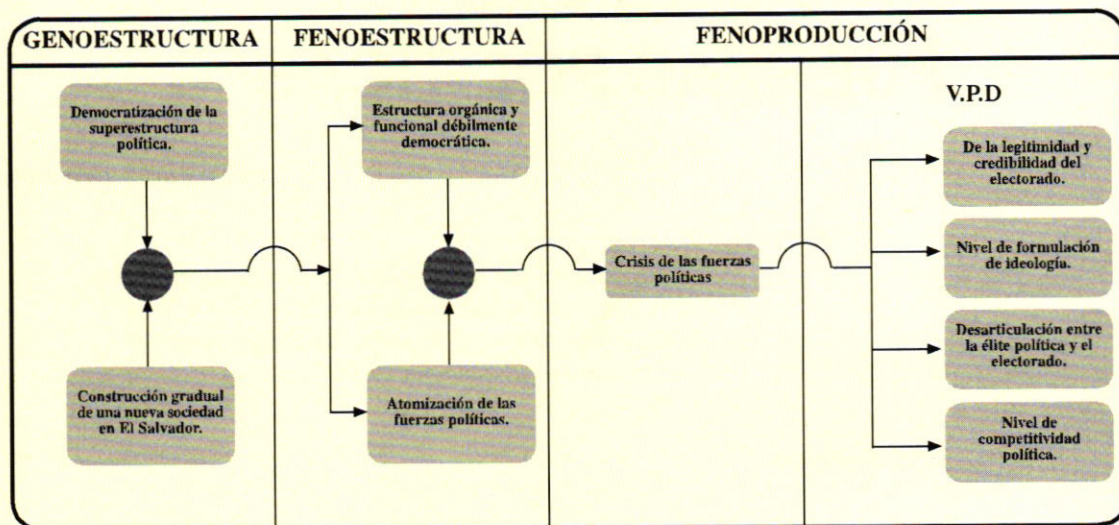 GENOESTRUCTURA
FENOESTRUCTURA
FENOPRODUCCIÓN
Democratización de la
superestructura
política.
Construcción gradual
de una nueva sociedad
en El Salvador.
Estructura orgánica y
funcional débilmente
democrática.
Atomización de las
fuerzas políticas.
Crisis de las fuerzas
políticas
V.P.D
De la legitimidad y
credibilidad del
electorado.
Nivel de formulación
de ideología.
Desarticulación entre
la élite política y el
electorado.
Nivel de
competitividad
política.